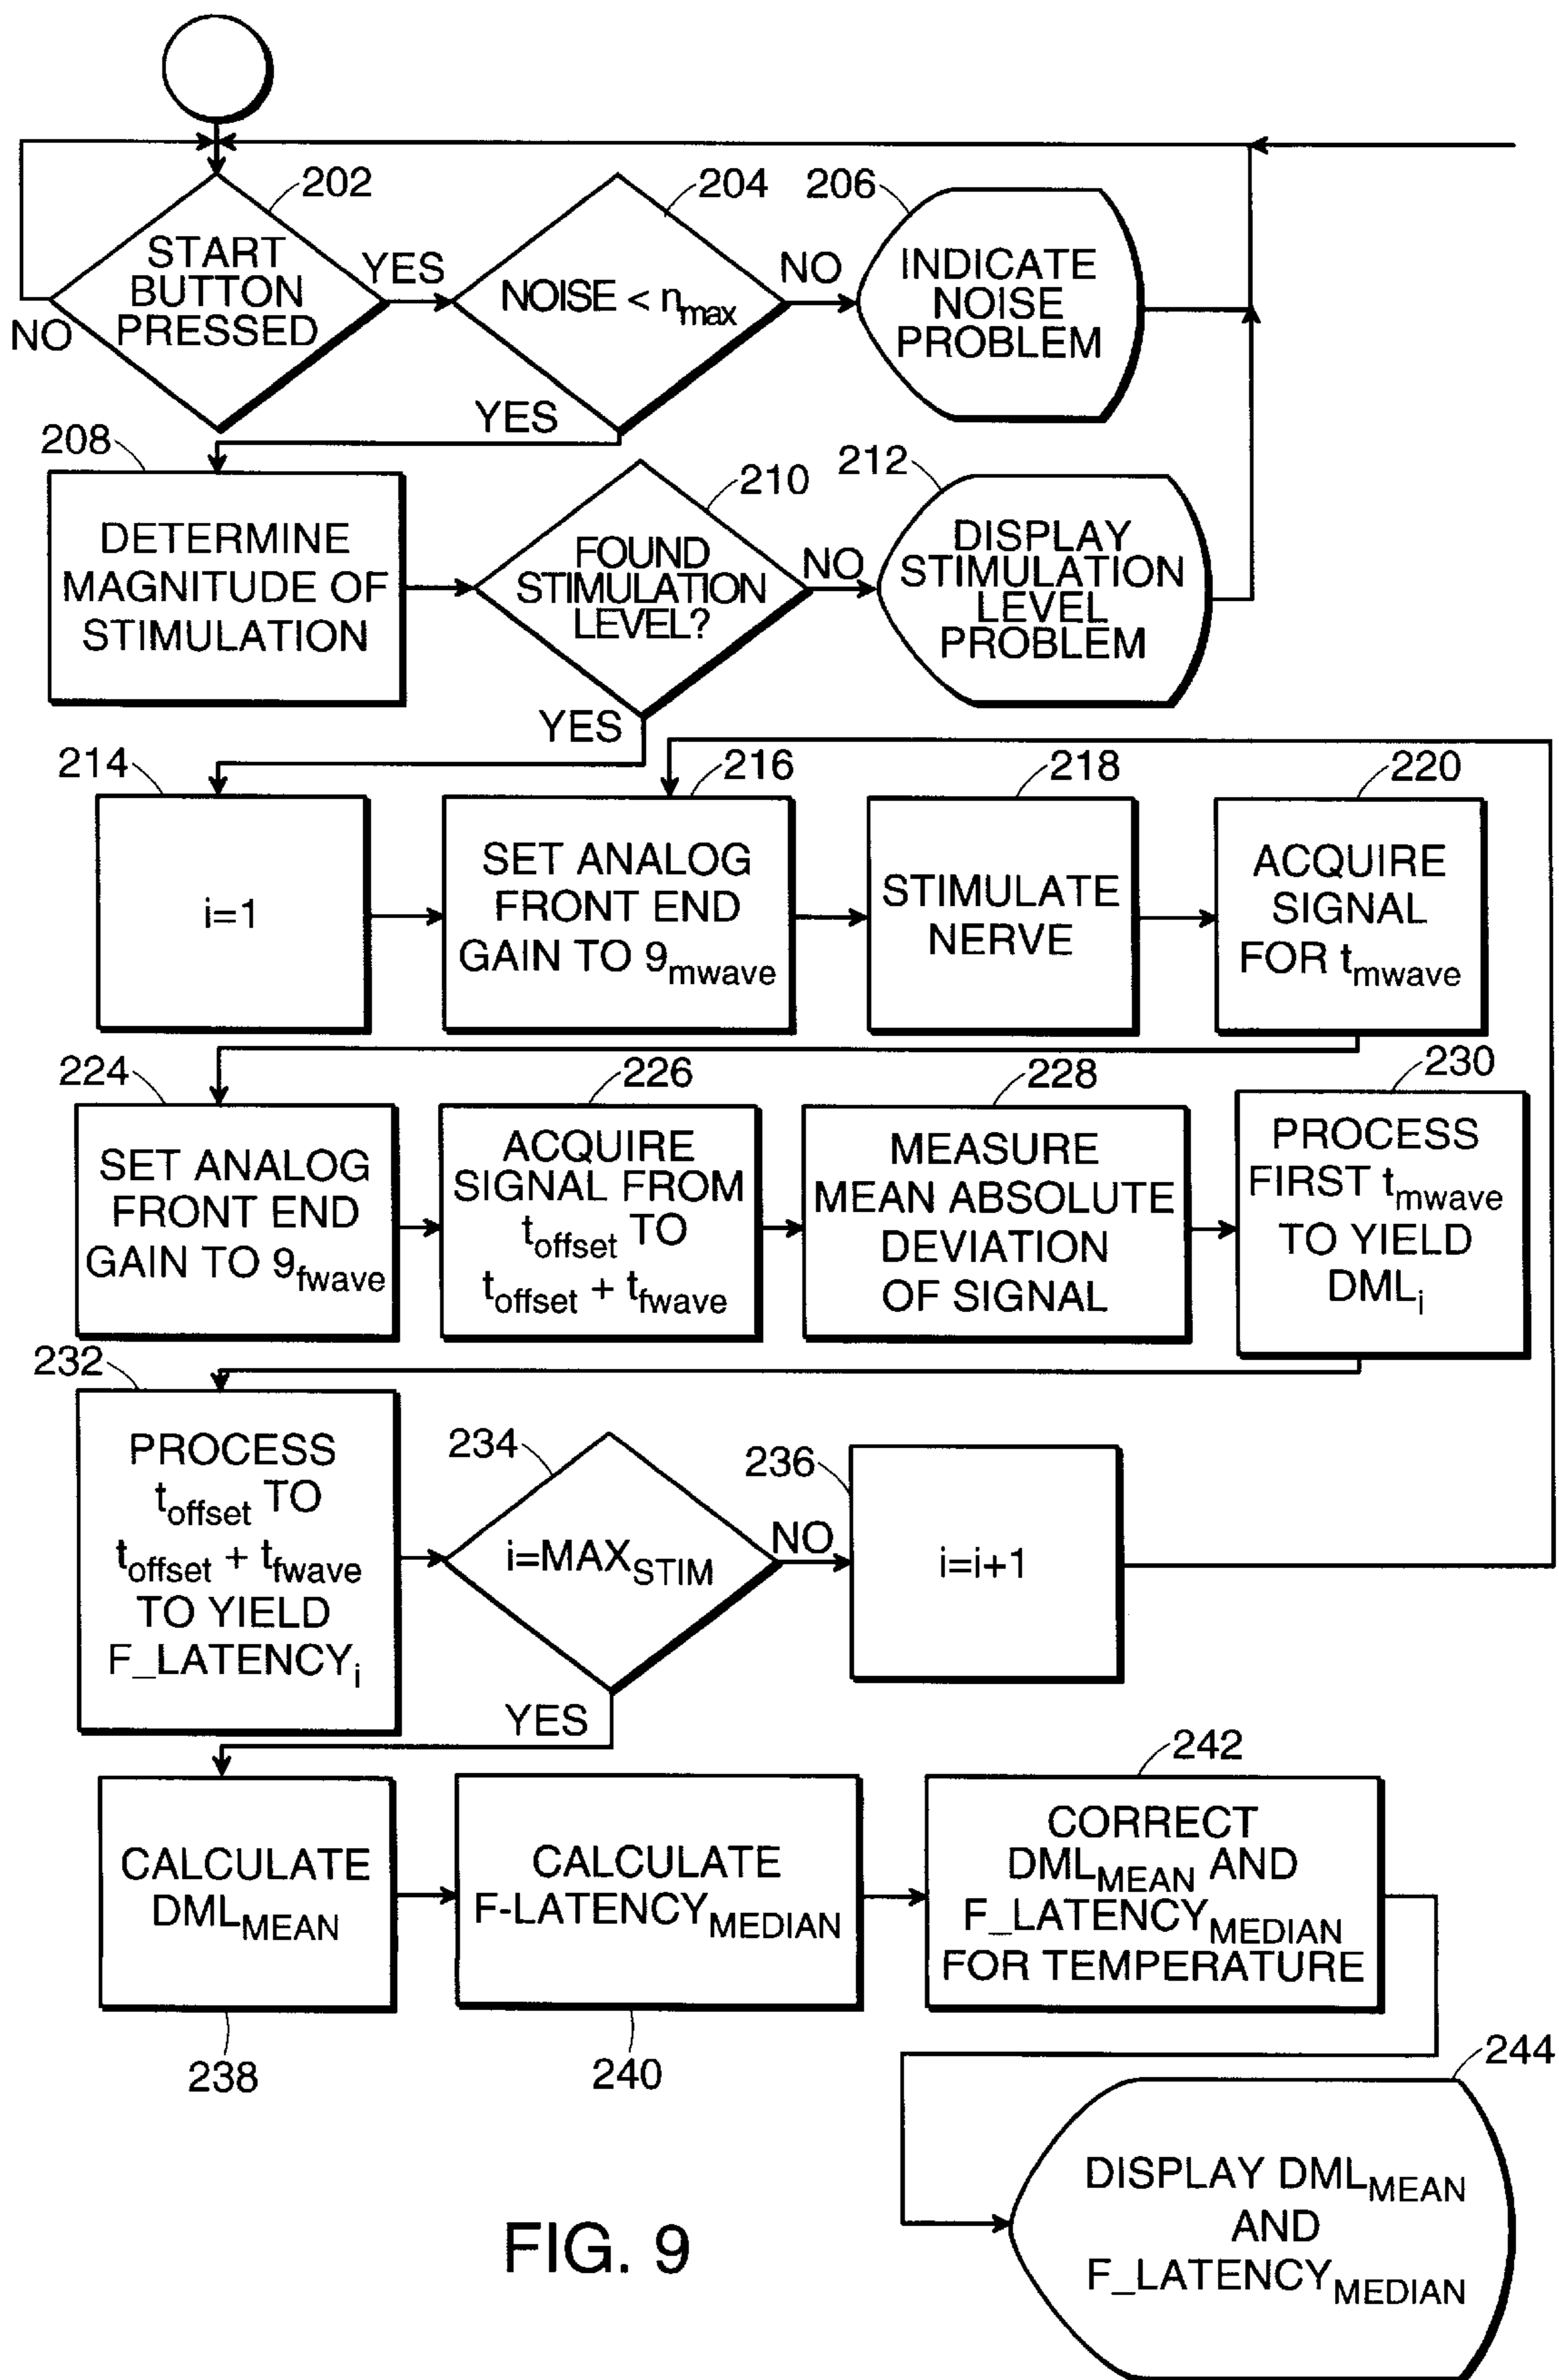 202
204
206
START
BUTTON
PRESSED
YES
NO
NOISE < nmax
NO
YES
INDICATE
NOISE
PROBLEM
208
210
212
DETERMINE
MAGNITUDE OF
STIMULATION
FOUND
STIMULATION
LEVEL?
NO
YES
DISPLAY
STIMULATION
LEVEL
PROBLEM
214
216
218
220
i=1
SET ANALOG
FRONT END
GAIN TO 9mwave
STIMULATE
NERVE
ACQUIRE
SIGNAL
FOR tmwave
224
226
228
230
SET ANALOG
FRONT END
GAIN TO 9fwave
ACQUIRE
SIGNAL FROM
toffset TO
toffset + tfwave
MEASURE
MEAN ABSOLUTE
DEVIATION
OF SIGNAL
PROCESS
FIRST tmwave
TO YIELD
DMLi
232
234
236
PROCESS
toffset TO
toffset + tfwave
TO YIELD
F_LATENCYi
i=MAXSTIM
NO
YES
i=i+1
242
CALCULATE
DMLMEAN
CALCULATE
F-LATENCYMEDIAN
CORRECT
DMLMEAN AND
F_LATENCYMEDIAN
FOR TEMPERATURE
238
240
244
DISPLAY DMLMEAN
AND
F_LATENCYMEDIAN
FIG. 9